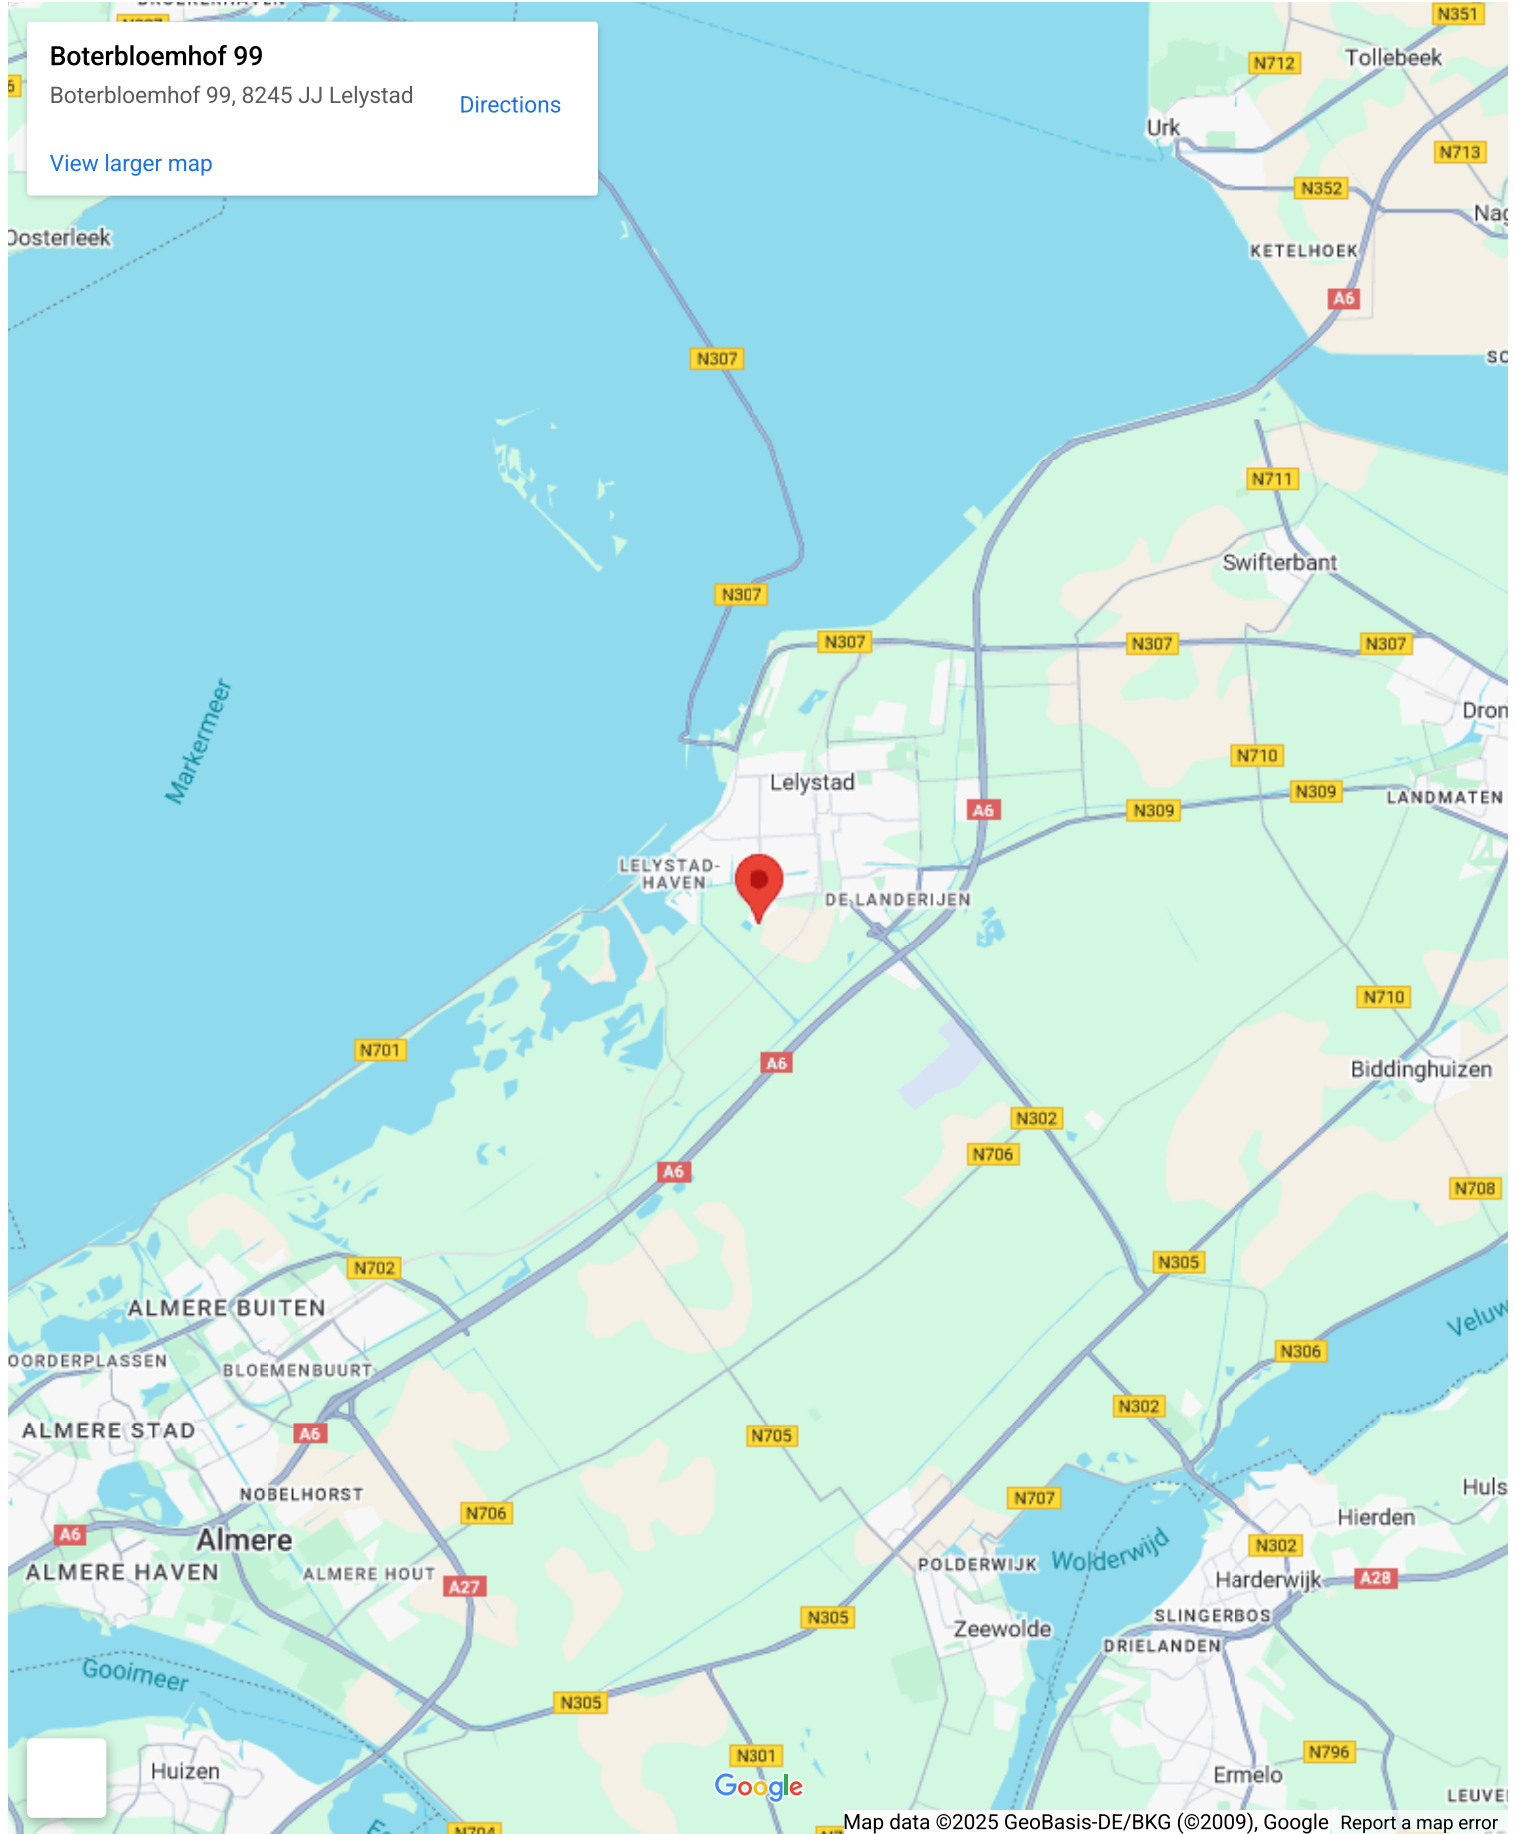 Boterbloemhof 99
Boterbloemhof 99, 8245 JJ Lelystad
Directions
View larger map
N351
Tollebeek
N712
Urk
N713
N352
Oosterleek
KETELHOEK
A6
N307
N711
Swifterbant
N307
N307
N307
N307
Markermeer
N710
Lelystad
N309
LANDMATEN
A6
N309
LELYSTAD-
HAVEN
DE LANDERIJEN
N710
N701
A6
Biddinghuizen
N302
N706
A6
N708
N305
N702
ALMERE BUITEN
N306
OORDERPLASSEN
BLOEMENBUURT
N302
ALMERE STAD
A6
N705
NOBELHORST
N707
N706
Hierden
A6
Almere
N302
Wolderwijd
POLDERWIJK
ALMERE HAVEN
ALMERE HOUT
A27
Harderwijk
A28
SLINGERBOS
N305
Zeewolde
DRIELANDEN
Gooimeer
N305
N301
N796
Huizen
Ermelo
Google
Map data ©2025 GeoBasis-DE/BKG (©2009), Google
Report a map error